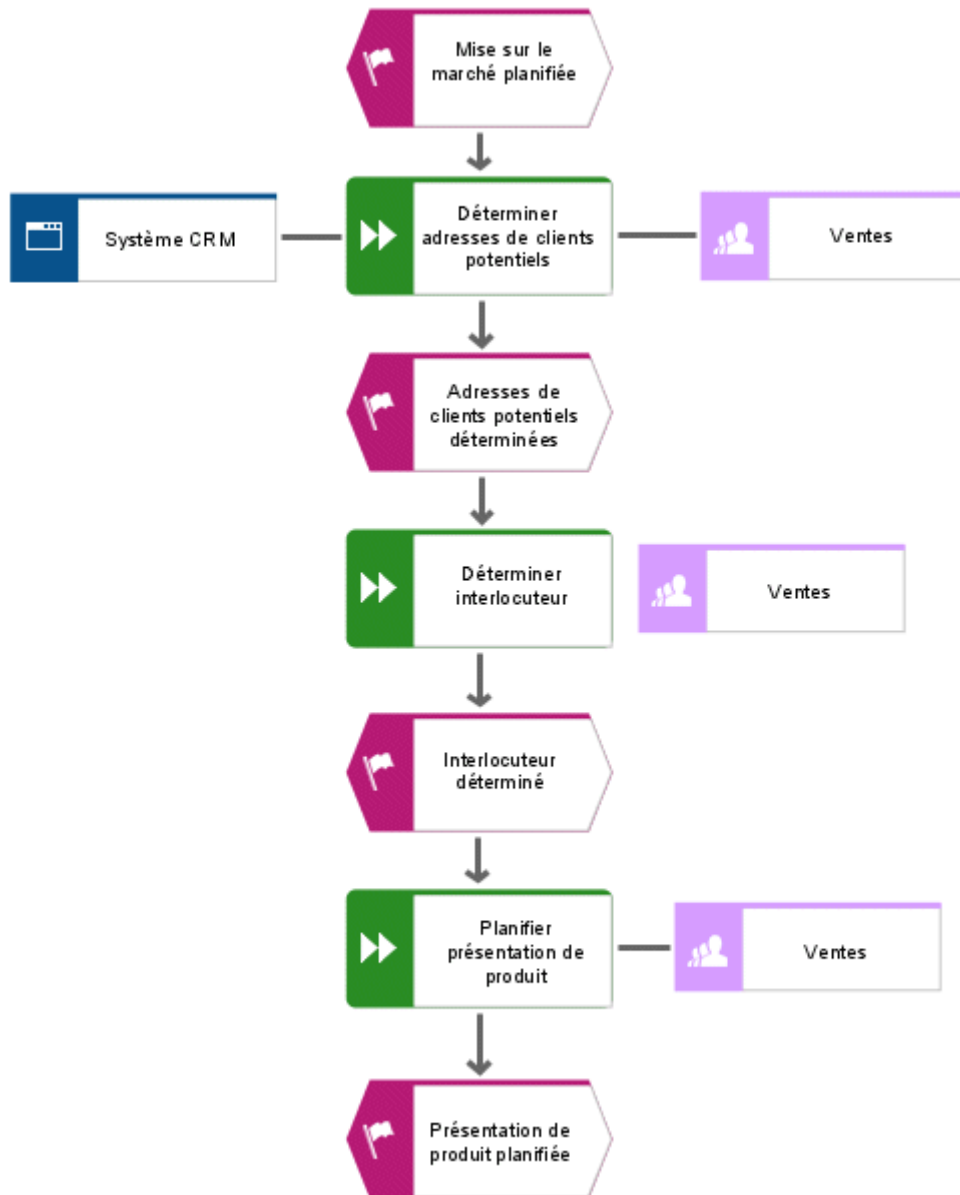 Mise sur le
marché planifiée
Système CRM
Déterminer
adresses de clients
potentiels
Ventes
Adresses de
clients potentiels
déterminées
Déterminer
interlocuteur
Ventes
Interlocuteur
déterminé
Planifier
présentation de
produit
Ventes
Présentation de
produit planifiée